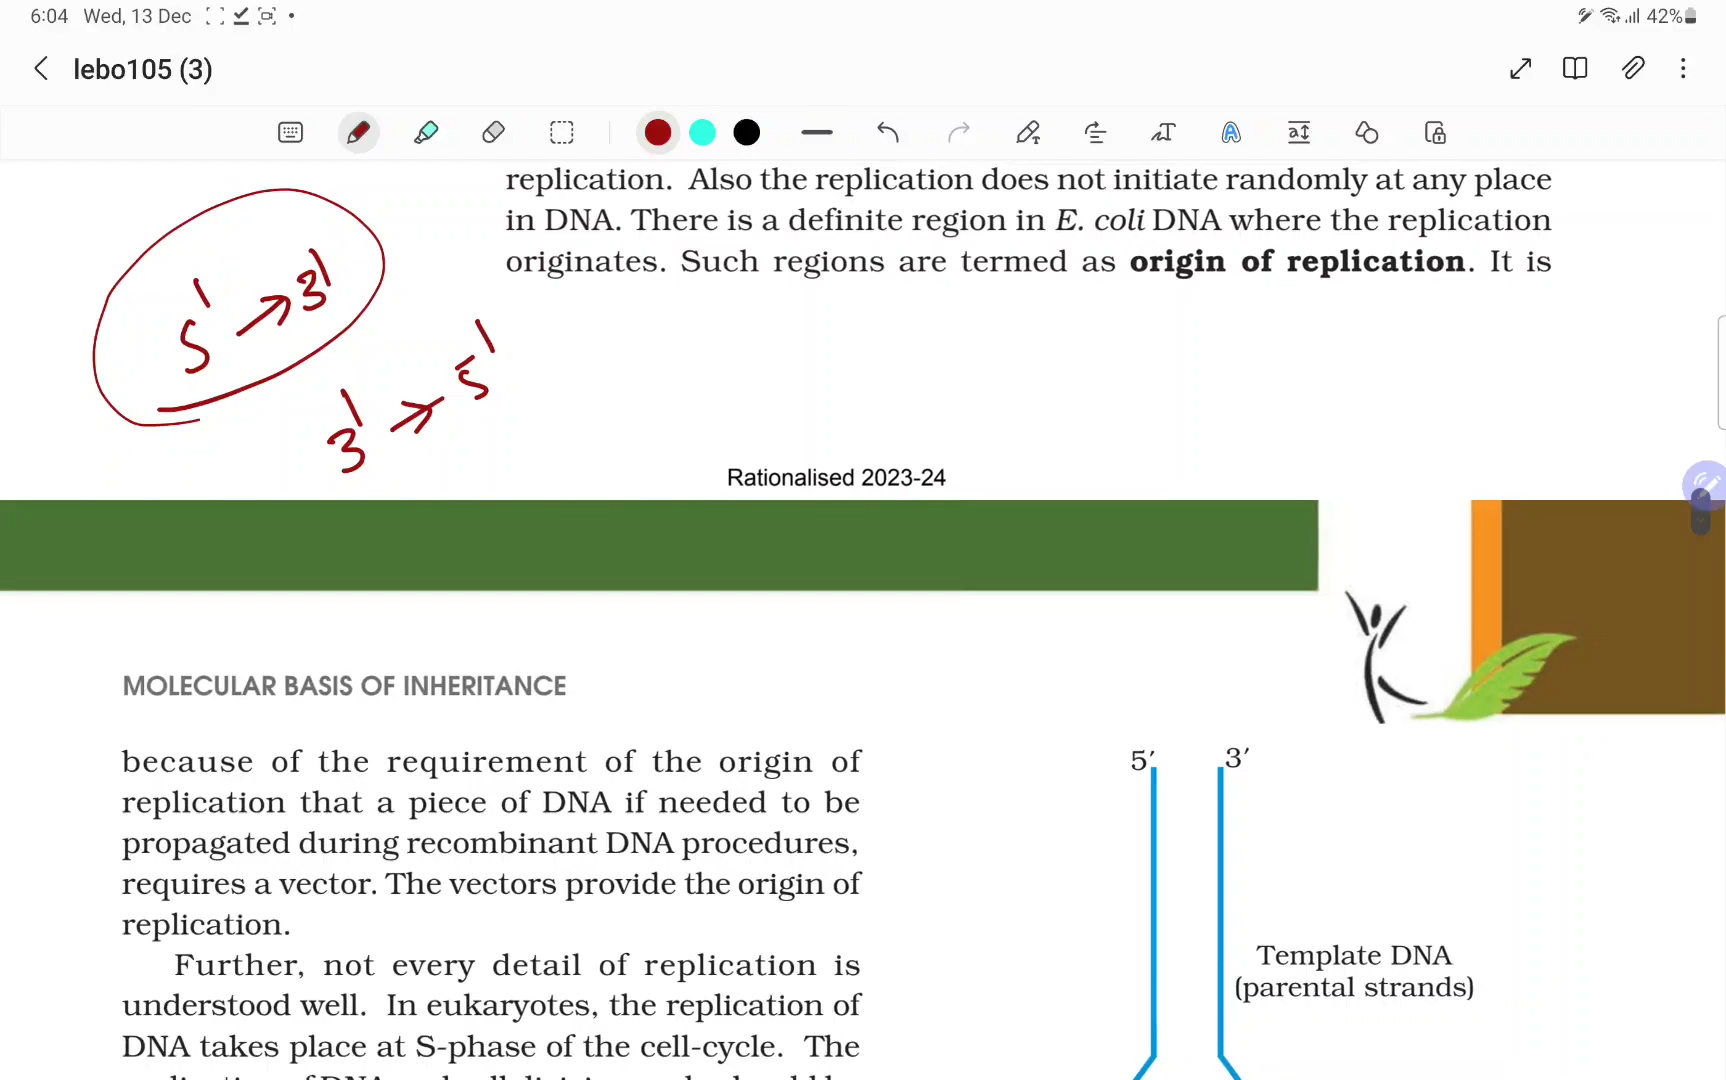 6:04 Wed, 13 Dec
42%
lebo105 (3)
replication. Also the replication does not initiate randomly at any place
in DNA. There is a definite region in E. coli DNA where the replication
originates. Such regions are termed as origin of replication. It is
5' → 3'
3' → 5'
Rationalised 2023-24
MOLECULAR BASIS OF INHERITANCE
because of the requirement of the origin of
replication that a piece of DNA if needed to be
propagated during recombinant DNA procedures,
requires a vector. The vectors provide the origin of
replication.
Further, not every detail of replication is
understood well. In eukaryotes, the replication of
DNA takes place at S-phase of the cell-cycle. The
5′ 3′
Template DNA
(parental strands)